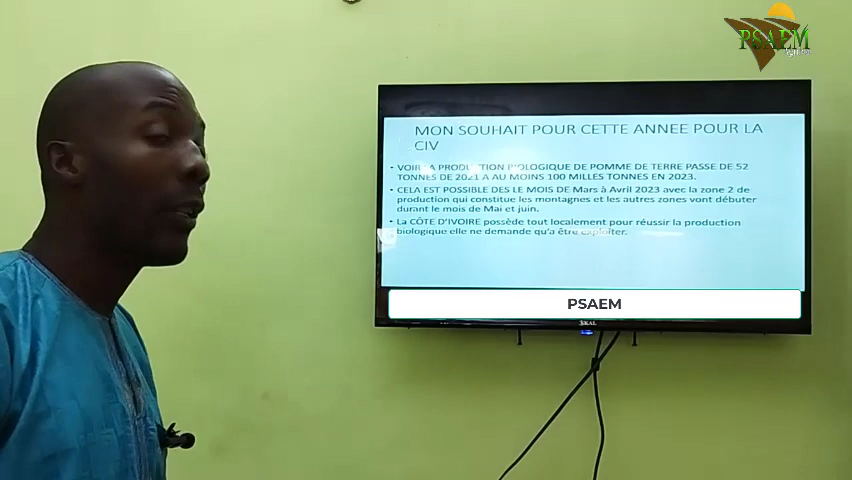 PSAEM
MON SOUHAIT POUR CETTE ANNEE POUR LA
CIV
• VOIR LA PRODUCTION BIOLOGIQUE DE POMME DE TERRE PASSE DE 52
TONNES DE 2021 A AU MOINS 100 MILLES TONNES EN 2023.
• CELA EST POSSIBLE DES LE MOIS DE Mars à Avril 2023 avec la zone 2 de
production qui constitue les montagnes et les autres zones vont débuter
durant le mois de Mai et juin.
• La CÔTE D'IVOIRE possède tout localement pour réussir la production
biologique elle ne demande qu'a être exploiter.
PSAEM